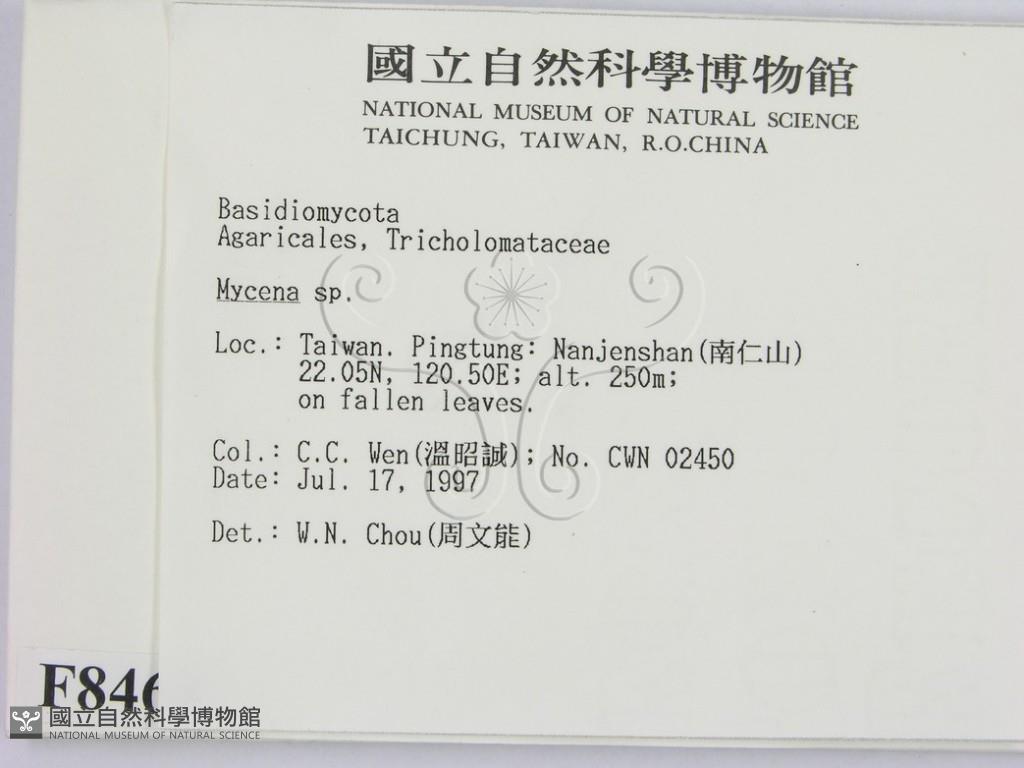 國立自然科學博物館
NATIONAL MUSEUM OF NATURAL SCIENCE
TAICHUNG, TAIWAN, R.O.CHINA
Basidiomycota
Agaricales, Tricholomataceae
Mycena sp.
Loc.: Taiwan. Pingtung: Nanjenshan(南仁山)
22.05N, 120.50E; alt. 250m;
on fallen leaves.
Col.: C.C. Wen(溫昭誠); No. CWN 02450
Date: Jul. 17, 1997
Det.: W.N. Chou(周文能)
F846
國立自然科學博物館
NATIONAL MUSEUM OF NATURAL SCIENCE